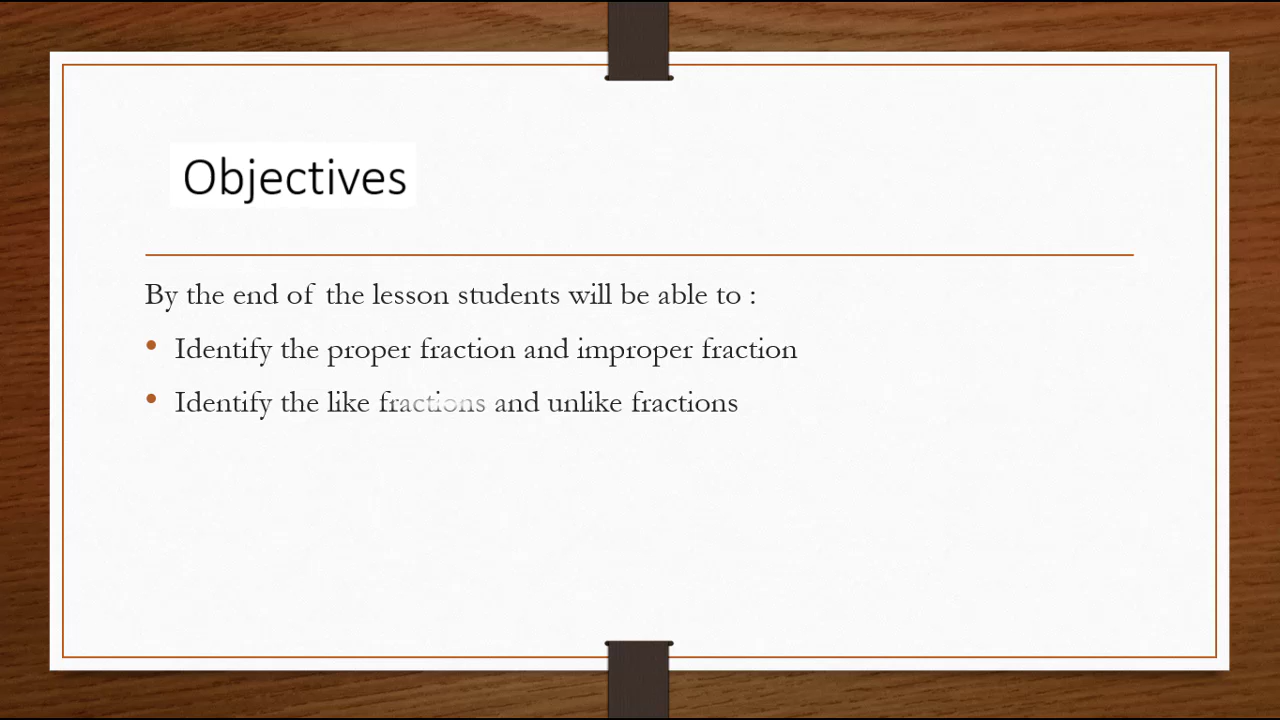 Objectives
By the end of the lesson students will be able to :
• Identify the proper fraction and improper fraction
• Identify the like fractions and unlike fractions